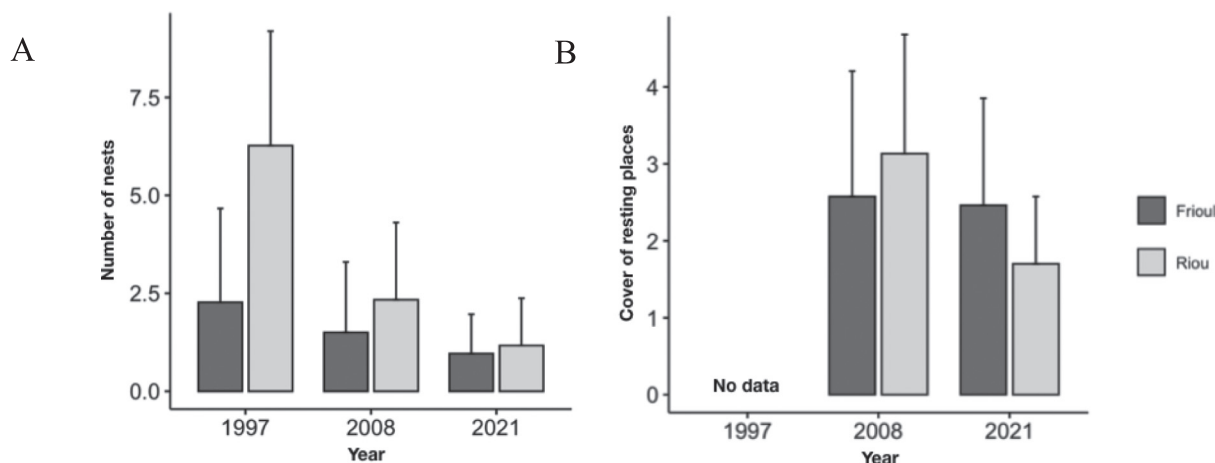 A
Number of nests
7.5
5.0
2.5
0.0
1997
2008
2021
Year
B
Cover of resting places
4
3
2
1
0
No data
1997
2008
2021
Year
Frioul
Riou